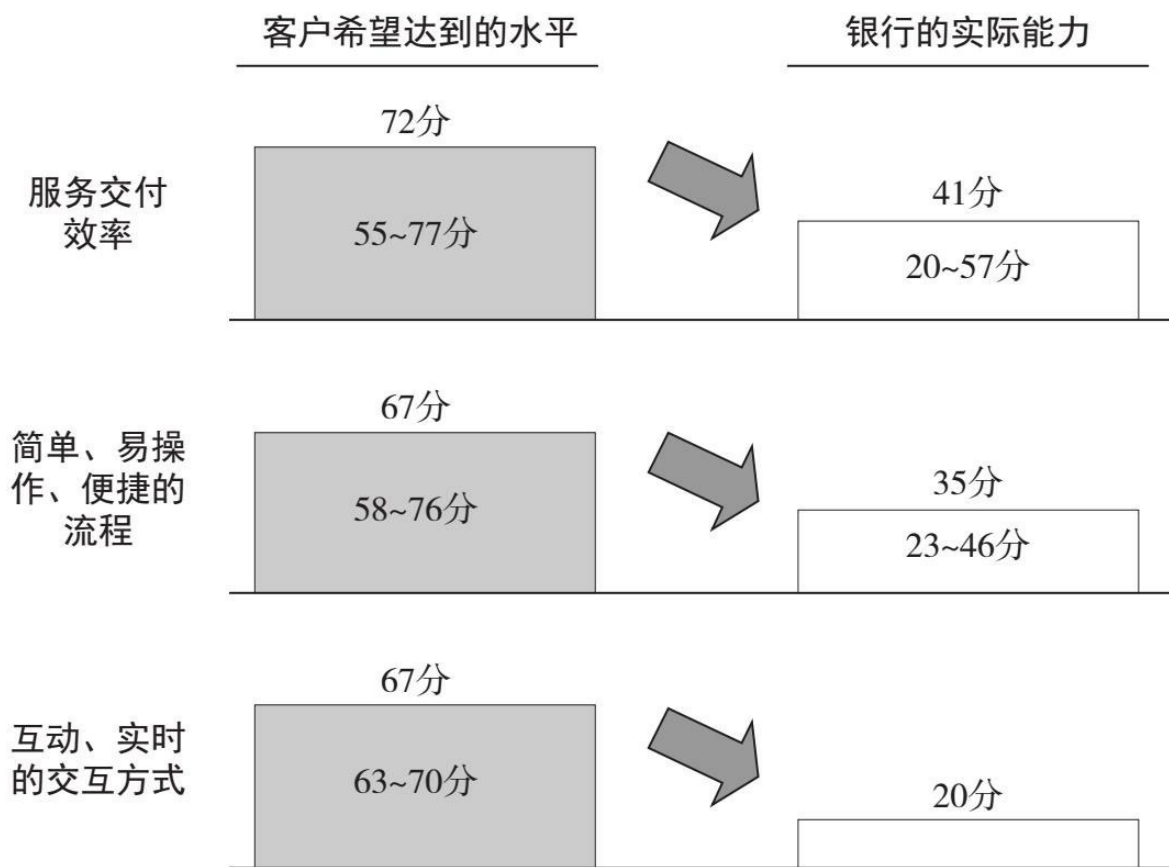 客户希望达到的水平
银行的实际能力
服务交付
效率
72分
55~77分
41分
20~57分
简单、易操
作、便捷的
流程
67分
58~76分
35分
23~46分
互动、实时
的交互方式
67分
63~70分
20分